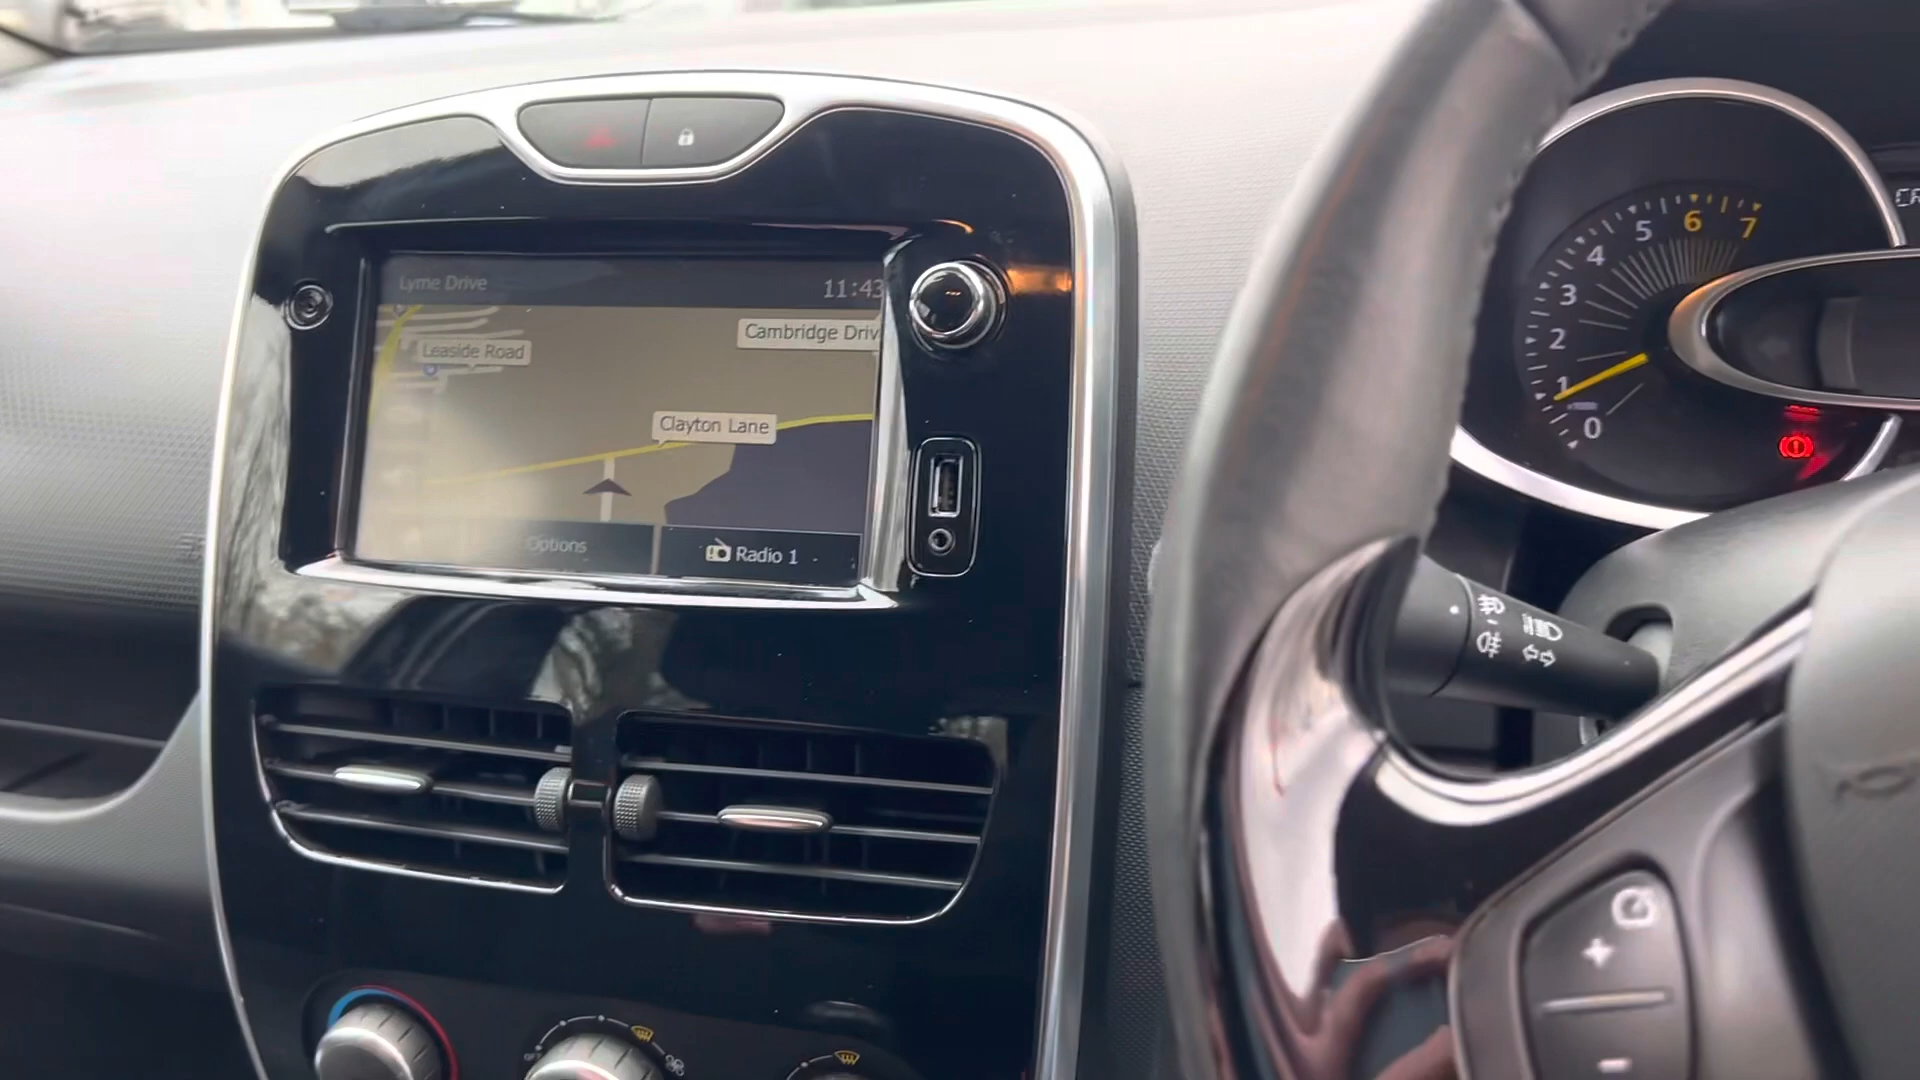 Lyme Drive
11:43
Cambridge Driv
Leaside Road
Clayton Lane
Options
Radio 1
0
1
2
3
4
5
6
7
+
-